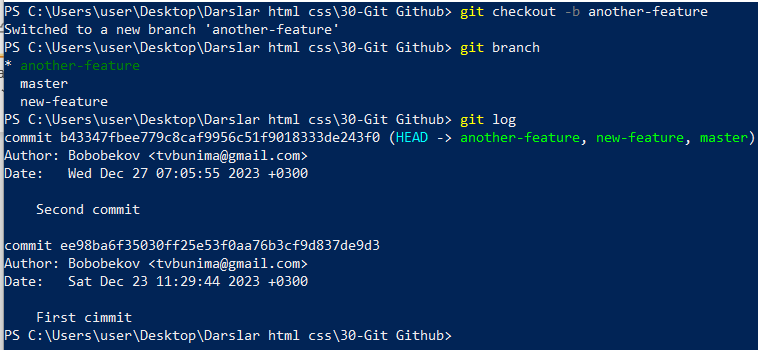 PS C:\Users\user\Desktop\Darslar html css\30-Git Github> git checkout -b another-feature
Switched to a new branch 'another-feature'
PS C:\Users\user\Desktop\Darslar html css\30-Git Github> git branch
* another-feature
  master
  new-feature
PS C:\Users\user\Desktop\Darslar html css\30-Git Github> git log
commit b43347fbee779c8caf9956c51f9018333de243f0 (HEAD -> another-feature, new-feature, master)
Author: Bobobekov <tvbunima@gmail.com>
Date:   Wed Dec 27 07:05:55 2023 +0300

    Second commit

commit ee98ba6f35030ff25e53f0aa76b3cf9d837de9d3
Author: Bobobekov <tvbunima@gmail.com>
Date:   Sat Dec 23 11:29:44 2023 +0300

    First cimmit
PS C:\Users\user\Desktop\Darslar html css\30-Git Github>